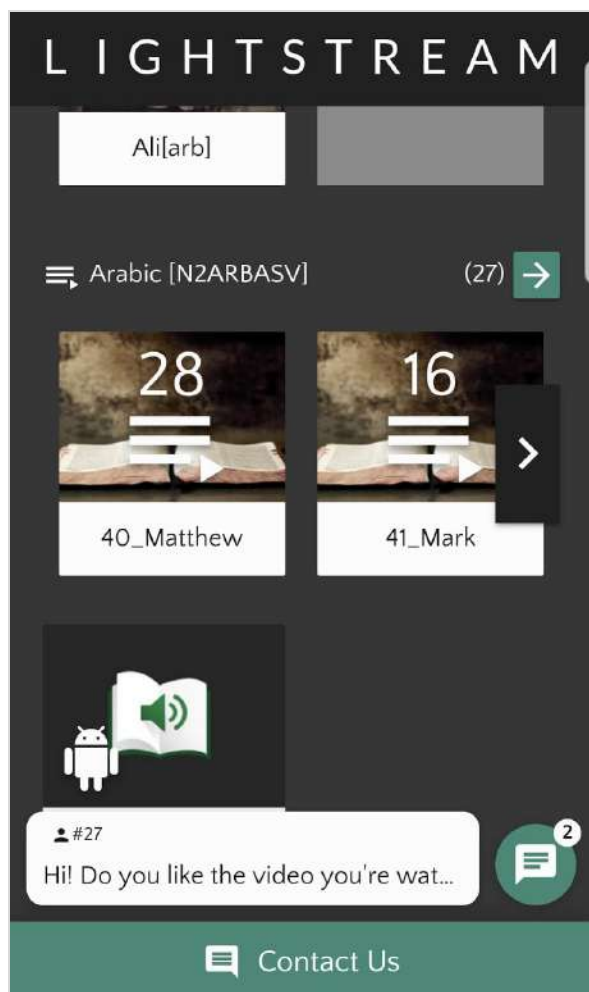 LIGHTSTREAM
Ali[arb]
Arabic [N2ARBASV] (27)
28
16
40_Matthew
41_Mark
#27
2
Hi! Do you like the video you're wat...
Contact Us